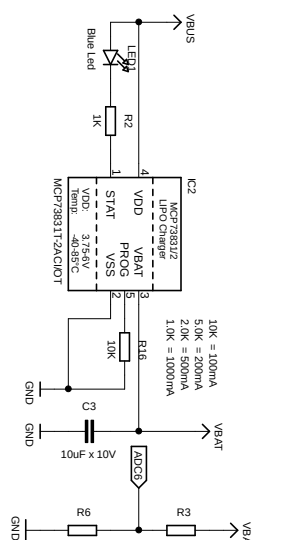 VBUS
LED1
Blue Led
R2
1K
1
4
IC2
MCP73831/2
LIPO Charger
STAT
VDD
VDD: 3.75-6V
Temp: -40-85°C
PROG
VBAT
VSS
MCP73831T-2ACI/OT
2
5
3
10K = 100mA
5.0K = 200mA
2.0K = 500mA
1.0K = 1000mA
R16
10K
GND
C3
GND
10uF x 10V
VBAT
ADC6
R6
R3
GND